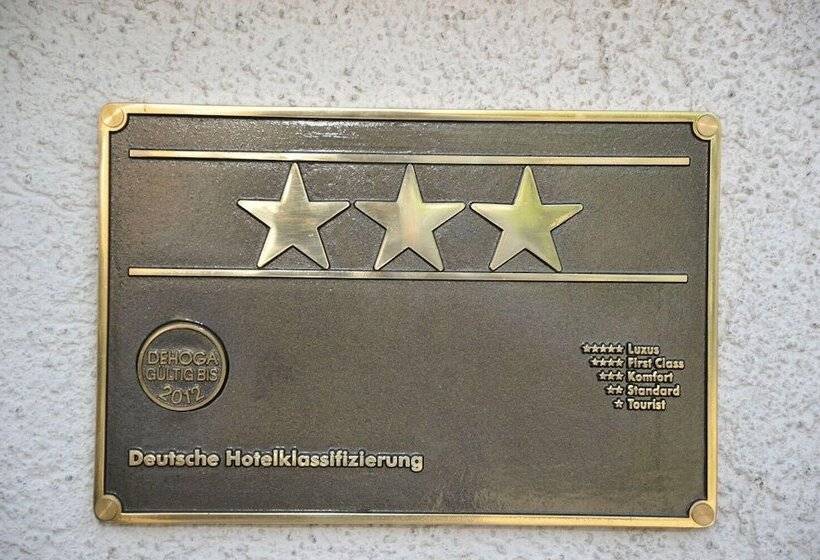 DEHOGA
GÜLTIG BIS
2012
★★★★★ Luxus
★★★★ First Class
★★★ Komfort
★★ Standard
★ Tourist
Deutsche Hotelklassifizierung